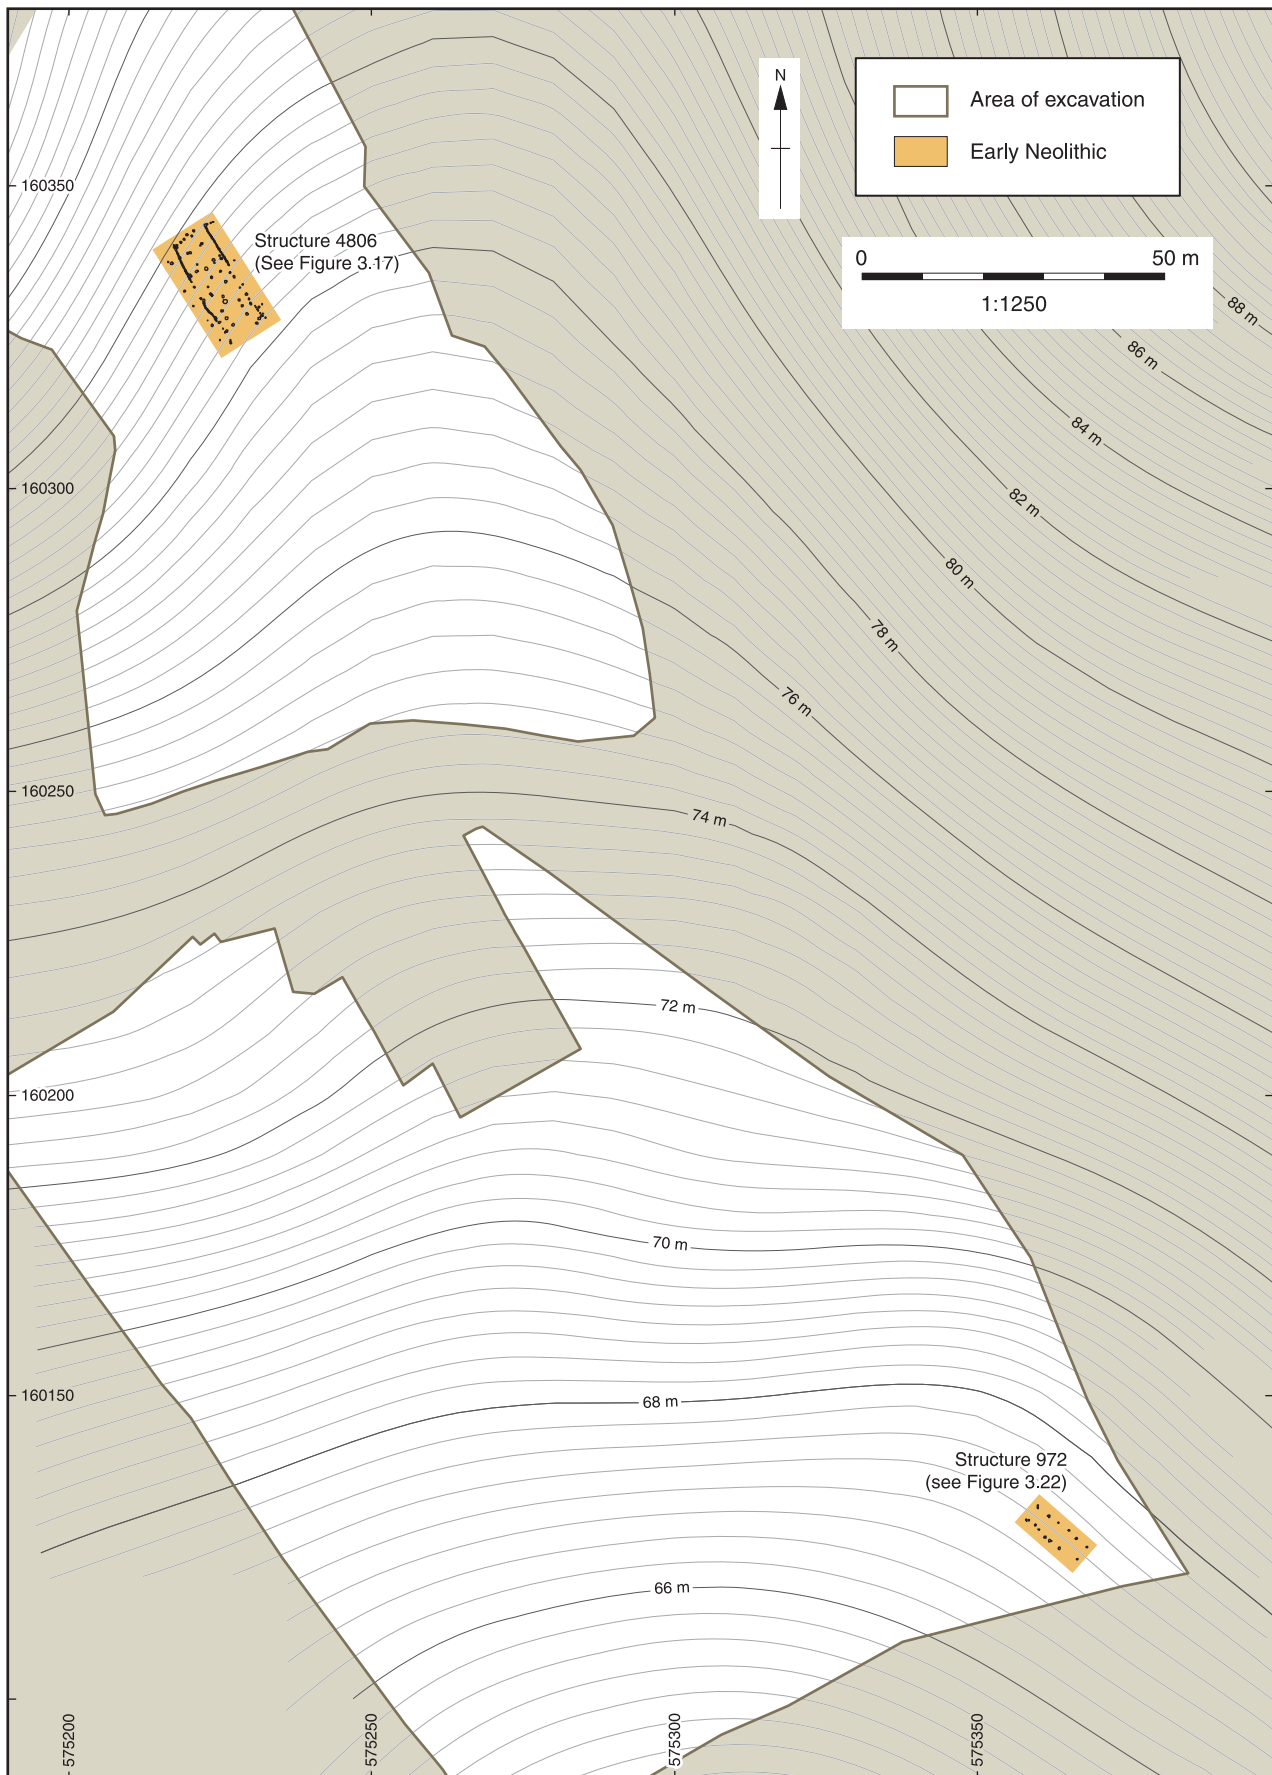 N
Area of excavation
Early Neolithic
0 50 m
1:1250
160350
Structure 4806
(See Figure 3.17)
88 m
86 m
84 m
160300
82 m
80 m
78 m
76 m
160250
74 m
72 m
160200
70 m
160150
68 m
Structure 972
(see Figure 3.22)
66 m
575200
575250
575300
575350